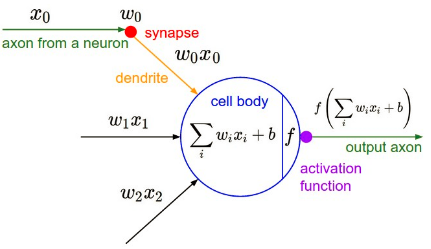 x₀
w₀
synapse
axon from a neuron
w₀x₀
dendrite
cell body
f(∑ᵢ wᵢxᵢ + b)
w₁x₁
∑ᵢ wᵢxᵢ + b
f
output axon
activation
function
w₂x₂